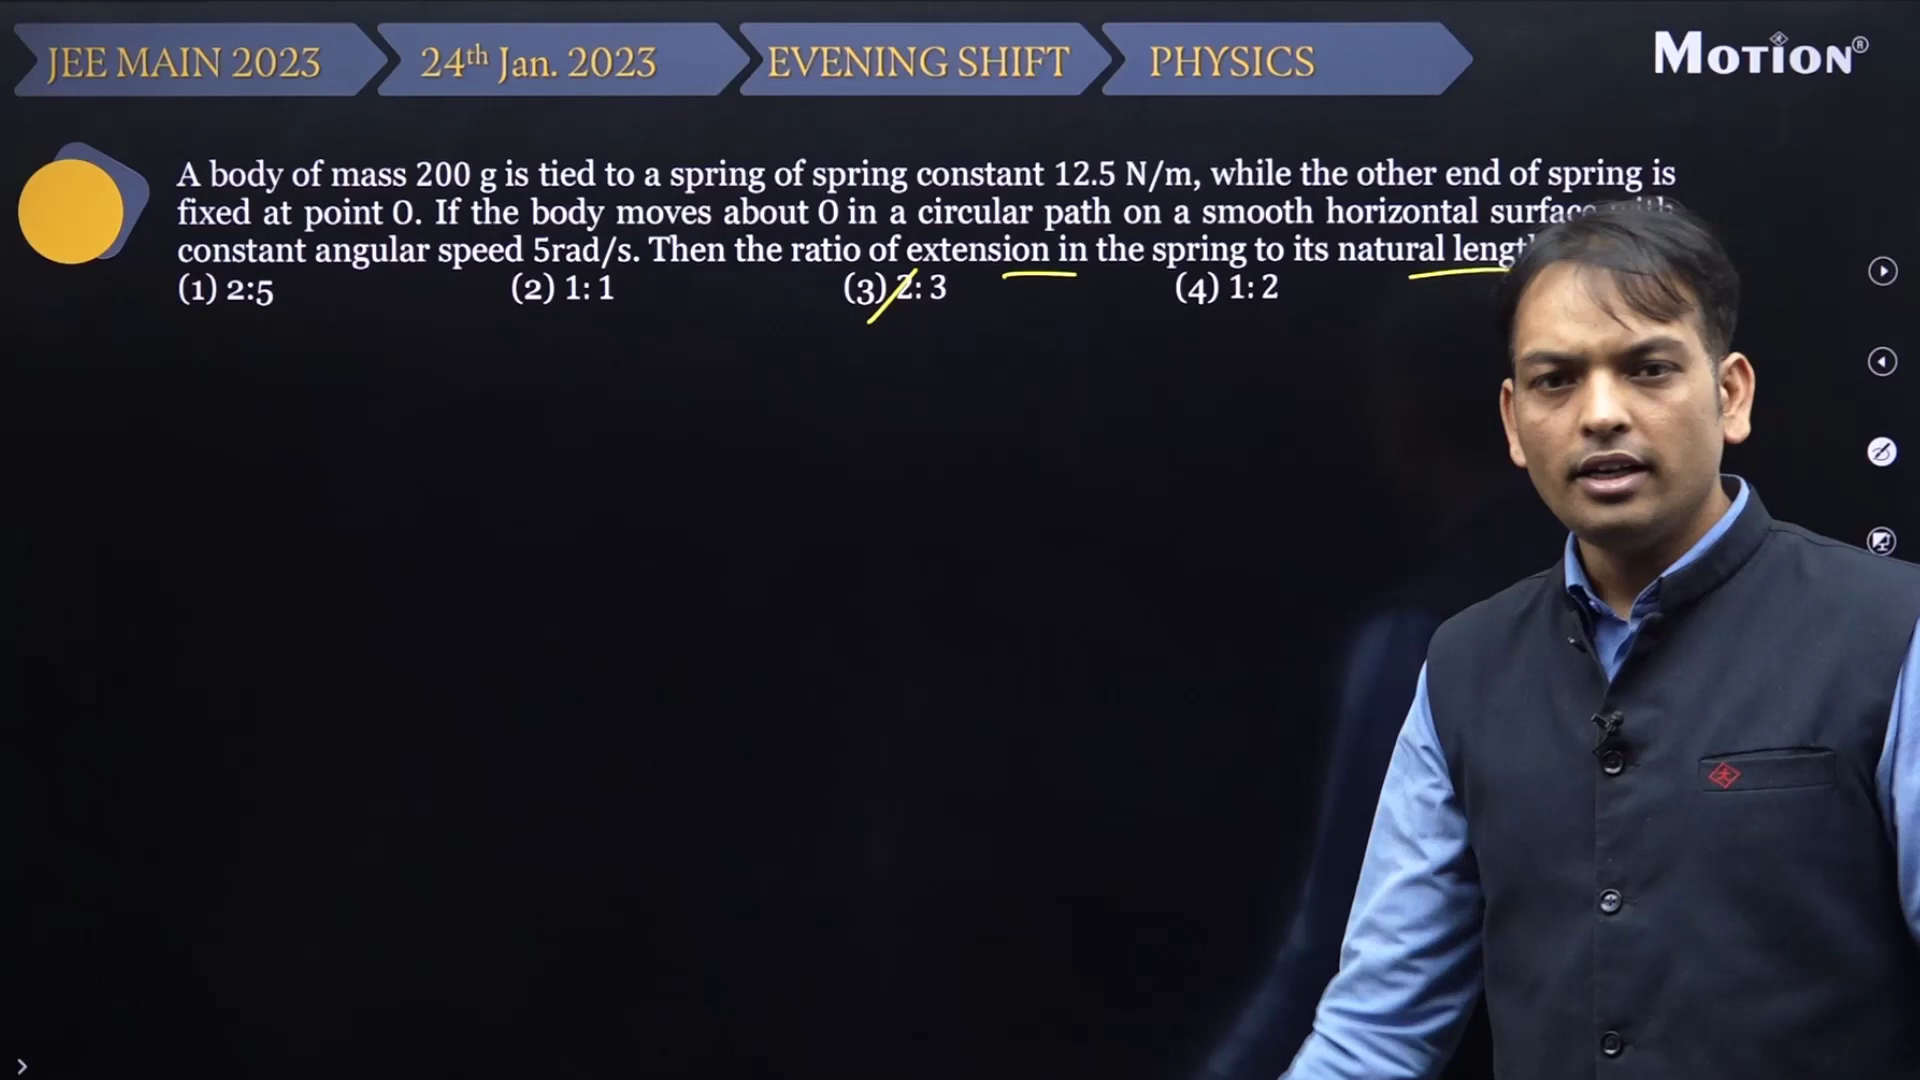 JEE MAIN 2023
24th Jan. 2023
EVENING SHIFT
PHYSICS
MOTION®
A body of mass 200 g is tied to a spring of spring constant 12.5 N/m, while the other end of spring is
fixed at point O. If the body moves about O in a circular path on a smooth horizontal surface with
constant angular speed 5rad/s. Then the ratio of extension in the spring to its natural
(1) 2:5 (2) 1: 1 (3) 2: 3 (4) 1: 2